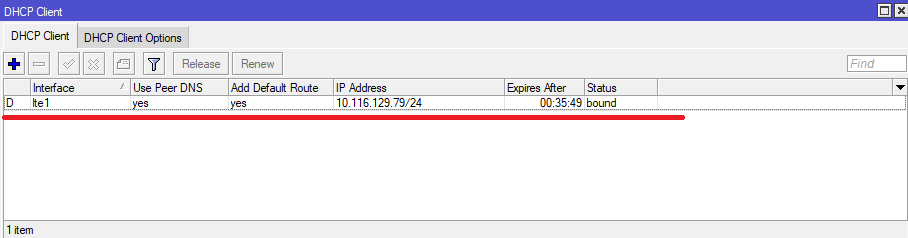 DHCP Client
DHCP Client DHCP Client Options
Release Renew Find
Interface Use Peer DNS Add Default Route IP Address Expires After Status
D lte1 yes yes 10.116.129.79/24 00:35:49 bound
1 item